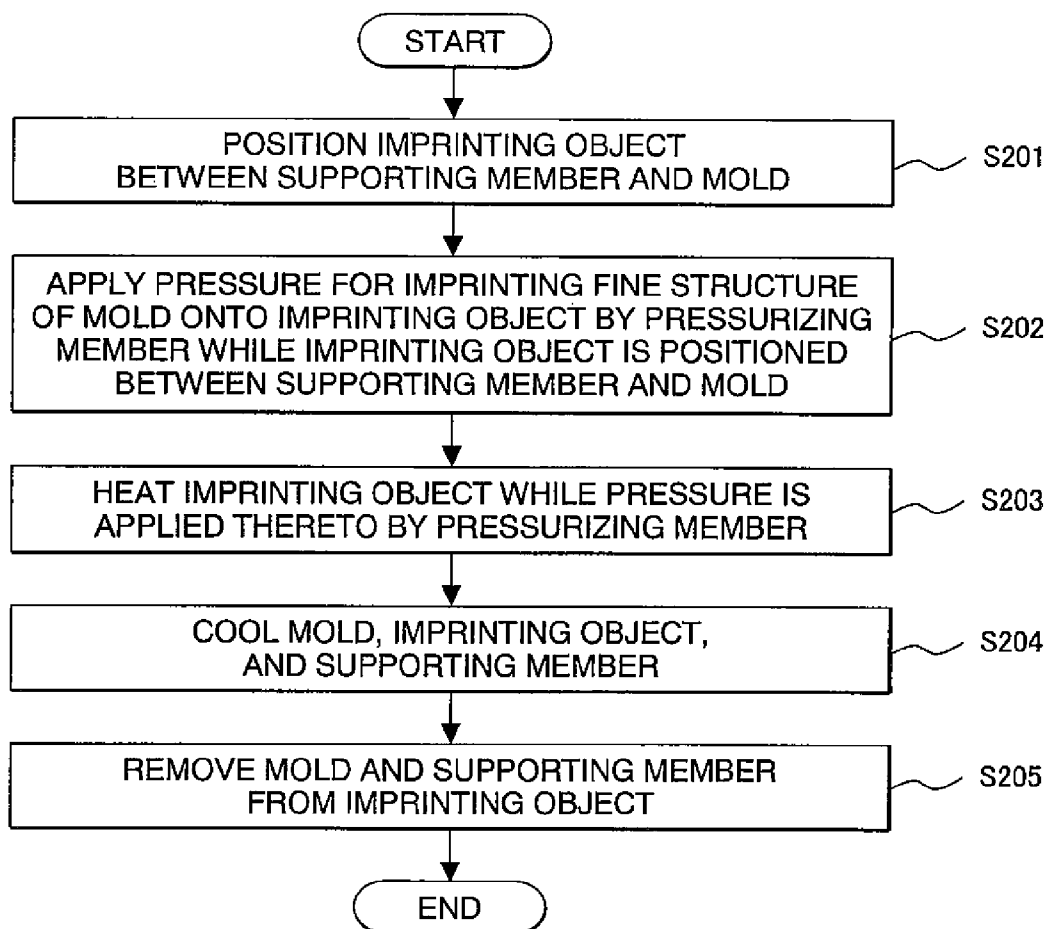 START
POSITION IMPRINTING OBJECT
BETWEEN SUPPORTING MEMBER AND MOLD
S201
APPLY PRESSURE FOR IMPRINTING FINE STRUCTURE
OF MOLD ONTO IMPRINTING OBJECT BY PRESSURIZING
MEMBER WHILE IMPRINTING OBJECT IS POSITIONED
BETWEEN SUPPORTING MEMBER AND MOLD
S202
HEAT IMPRINTING OBJECT WHILE PRESSURE IS
APPLIED THERETO BY PRESSURIZING MEMBER
S203
COOL MOLD, IMPRINTING OBJECT,
AND SUPPORTING MEMBER
S204
REMOVE MOLD AND SUPPORTING MEMBER
FROM IMPRINTING OBJECT
S205
END